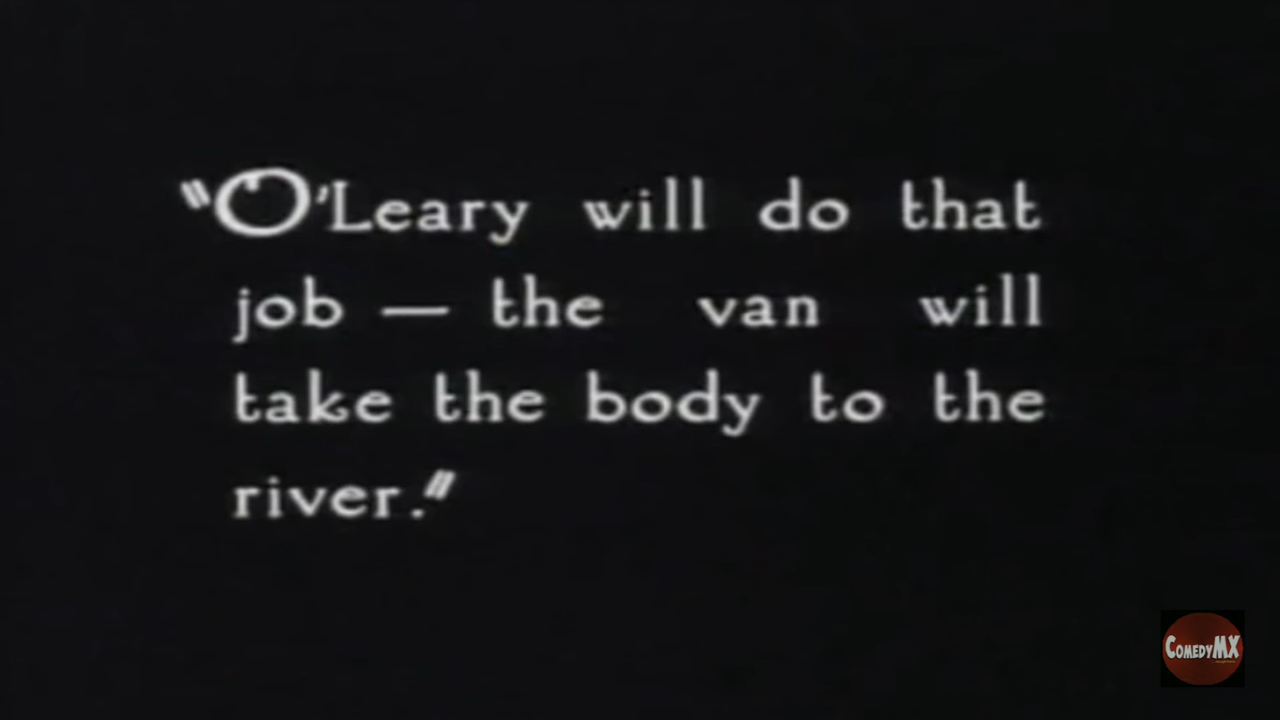 "O'Leary will do that
job — the van will
take the body to the
river."
COMEDYMX